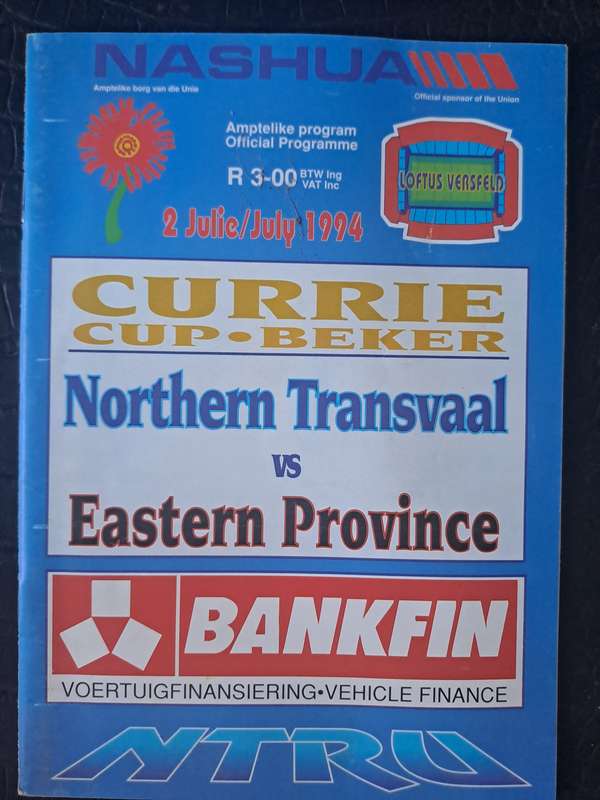 NASHUA
Amptelike borg van die Unie
Official sponsor of the Union
Amptelike program
Official Programme
R 3-00 BTW Ing
VAT Inc
2 Julie/July 1994
LOFTUS VERSFELD
CURRIE
CUP•BEKER
Northern Transvaal
VS
Eastern Province
BANKFIN
VOERTUIGFINANSIERING•VEHICLE FINANCE
NTRU